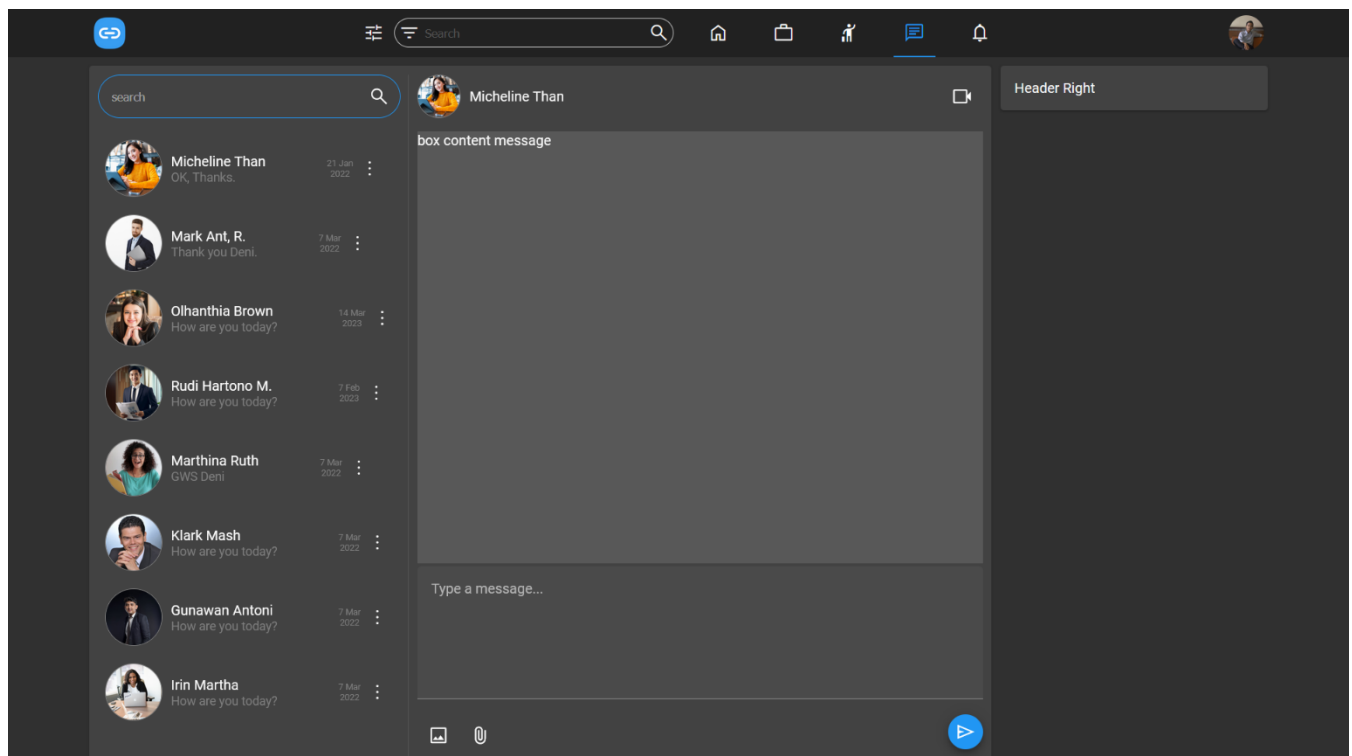 Search
search
Micheline Than
OK, Thanks.
21 Jan
2022
Mark Ant, R.
Thank you Deni.
7 Mar
2022
Olhanthia Brown
How are you today?
14 Mar
2023
Rudi Hartono M.
How are you today?
7 Feb
2023
Marthina Ruth
GWS Deni
7 Mar
2022
Klark Mash
How are you today?
7 Mar
2022
Gunawan Antoni
How are you today?
7 Mar
2022
Irin Martha
How are you today?
7 Mar
2022
Micheline Than
box content message
Type a message...
Header Right